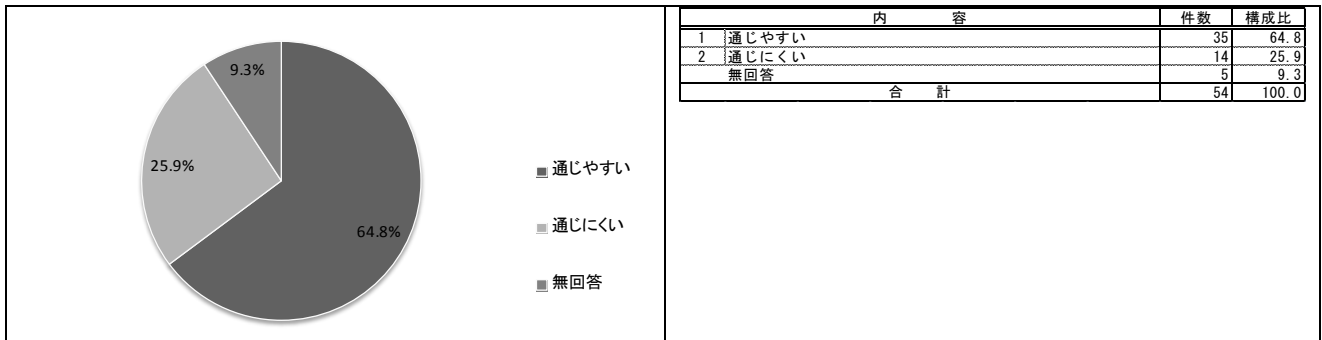 9.3%
25.9%
64.8%
通じやすい
通じにくい
無回答
内 容 件数 構成比
1 通じやすい 35 64.8
2 通じにくい 14 25.9
無回答 5 9.3
合 計 54 100.0